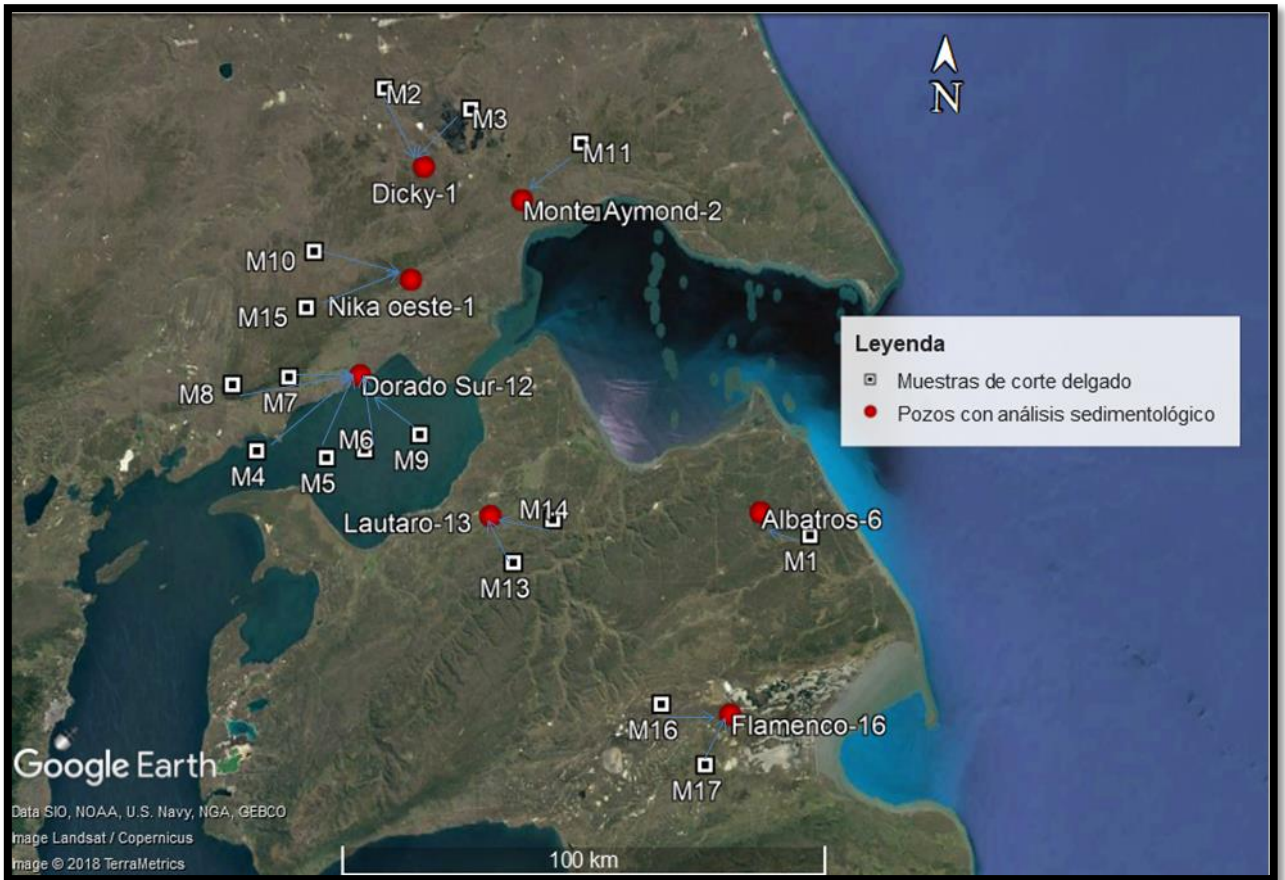 M2
M3
N
M11
Dicky-1
Monte Aymond-2
M10
M15
Nika oeste-1
Leyenda
Muestras de corte delgado
Pozos con análisis sedimentológico
M8
M7
Dorado Sur-12
M6
M9
M4
M5
Lautaro-13
M14
Albatros-6
M1
M13
M16
Flamenco-16
M17
Google Earth
Data SIO, NOAA, U.S. Navy, NGA, GEBCO
Image Landsat / Copernicus
Image © 2018 TerraMetrics
100 km